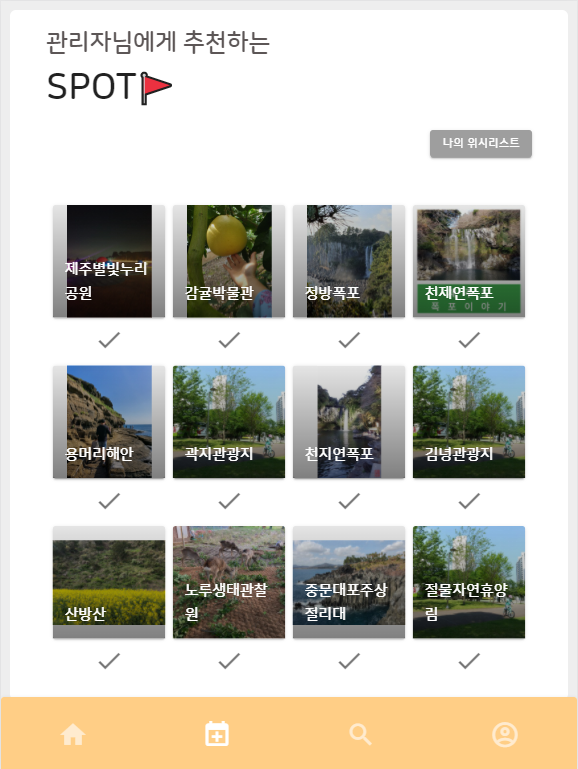 관리자님에게 추천하는
SPOT
나의 위시리스트
제주별빛누리
공원
감귤박물관
정방폭포
천제연폭포
폭포이야기
용머리해안
곽지관광지
천지연폭포
김녕관광지
산방산
노루생태관찰
원
중문대포주상
절리대
절물자연휴양
림